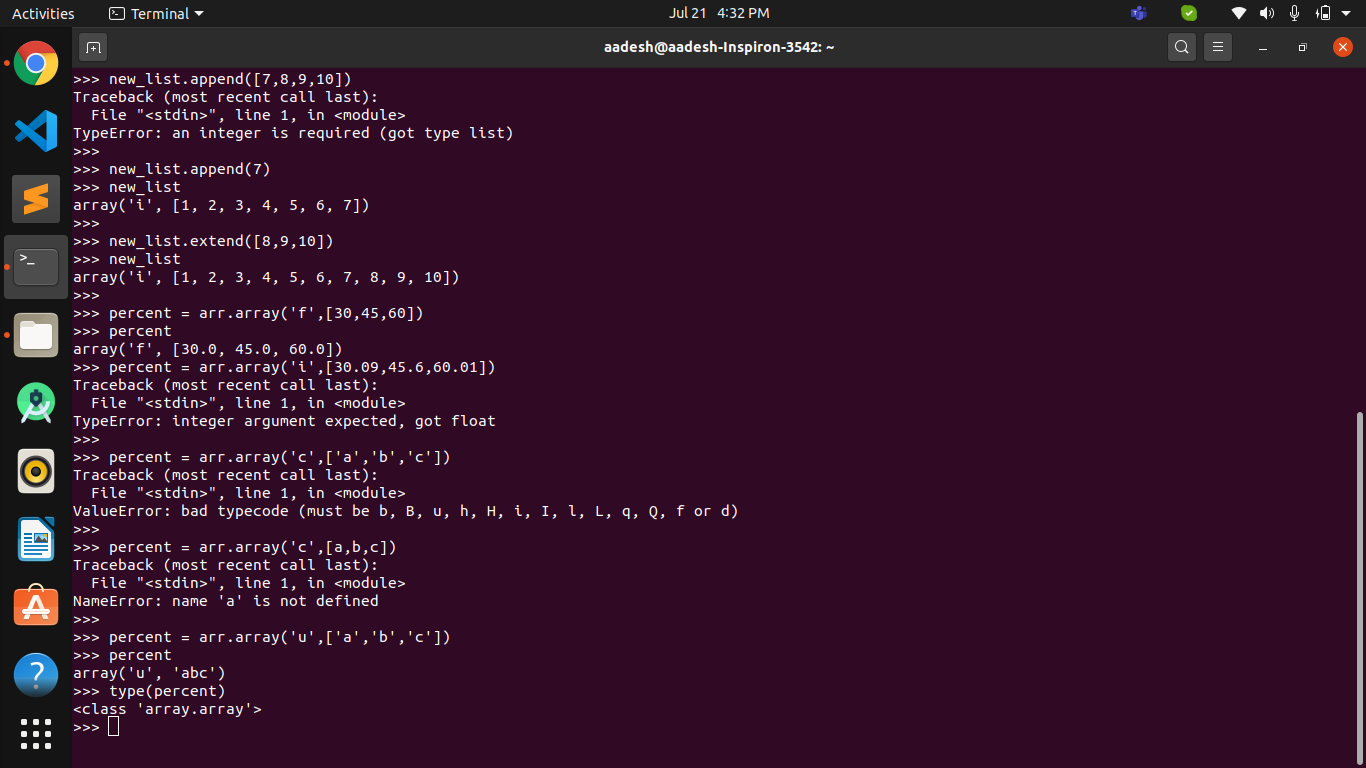 Activities Terminal Jul 21 4:32 PM
aadesh@aadesh-Inspiron-3542: ~
>>> new_list.append([7,8,9,10])
Traceback (most recent call last):
  File "<stdin>", line 1, in <module>
TypeError: an integer is required (got type list)
>>>
>>> new_list.append(7)
>>> new_list
array('i', [1, 2, 3, 4, 5, 6, 7])
>>>
>>> new_list.extend([8,9,10])
>>> new_list
array('i', [1, 2, 3, 4, 5, 6, 7, 8, 9, 10])
>>>
>>> percent = arr.array('f',[30,45,60])
>>> percent
array('f', [30.0, 45.0, 60.0])
>>> percent = arr.array('i',[30.09,45.6,60.01])
Traceback (most recent call last):
  File "<stdin>", line 1, in <module>
TypeError: integer argument expected, got float
>>>
>>> percent = arr.array('c',['a','b','c'])
Traceback (most recent call last):
  File "<stdin>", line 1, in <module>
ValueError: bad typecode (must be b, B, u, h, H, i, I, l, L, q, Q, f or d)
>>>
>>> percent = arr.array('c',[a,b,c])
Traceback (most recent call last):
  File "<stdin>", line 1, in <module>
NameError: name 'a' is not defined
>>>
>>> percent = arr.array('u',['a','b','c'])
>>> percent
array('u', 'abc')
>>> type(percent)
<class 'array.array'>
>>>